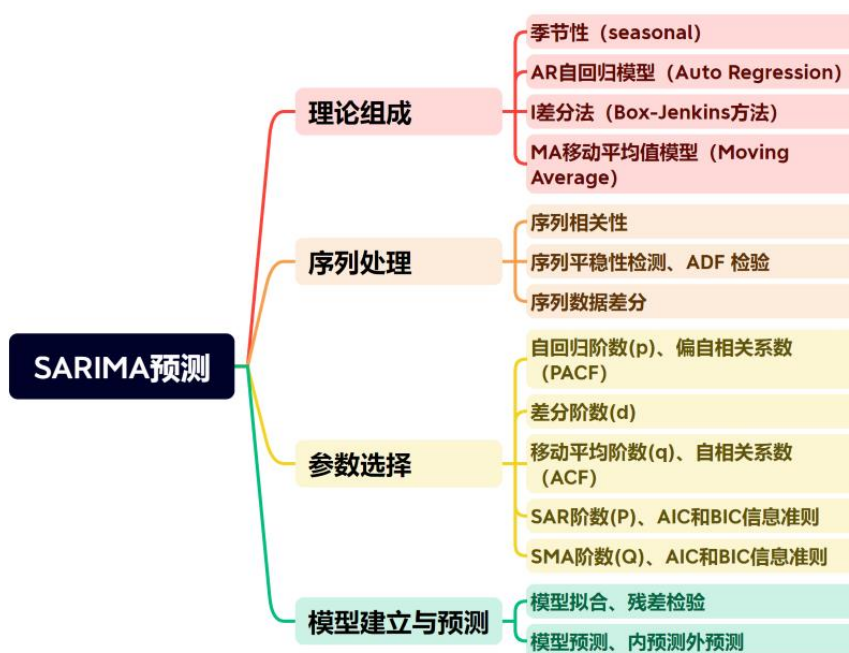 SARIMA预测
理论组成
季节性（seasonal）
AR自回归模型（Auto Regression）
I差分法（Box-Jenkins方法）
MA移动平均值模型（Moving
Average）
序列处理
序列相关性
序列平稳性检测、ADF 检验
序列数据差分
参数选择
自回归阶数(p)、偏自相关系数
（PACF）
差分阶数(d)
移动平均阶数(q)、自相关系数
（ACF）
SAR阶数(P)、AIC和BIC信息准则
SMA阶数(Q)、AIC和BIC信息准则
模型建立与预测
模型拟合、残差检验
模型预测、内预测外预测